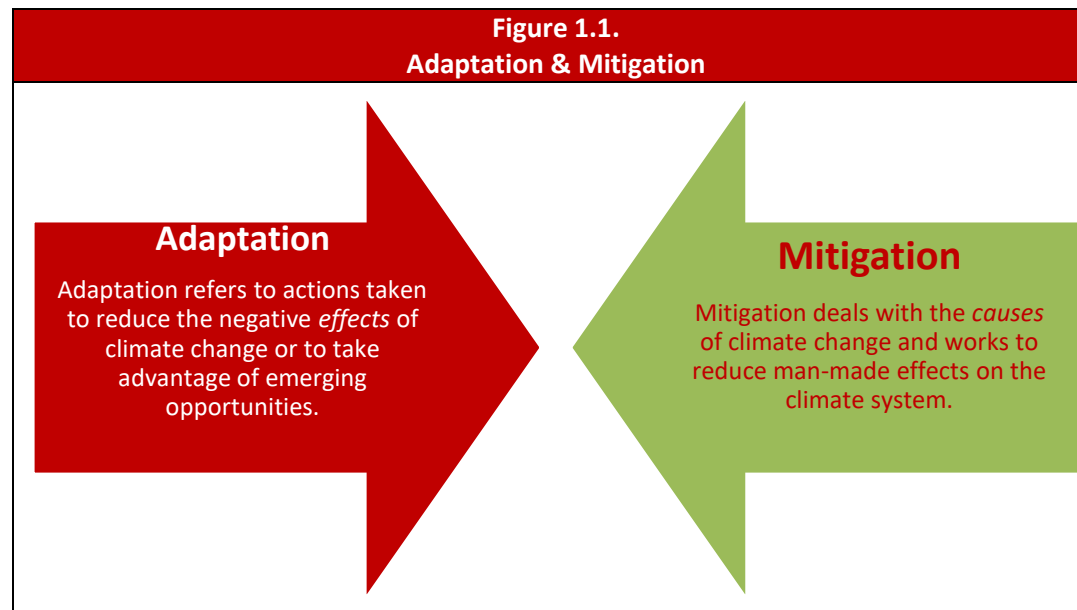 Figure 1.1.
Adaptation & Mitigation
Adaptation
Adaptation refers to actions taken
to reduce the negative effects of
climate change or to take
advantage of emerging
opportunities.
Mitigation
Mitigation deals with the causes
of climate change and works to
reduce man-made effects on the
climate system.